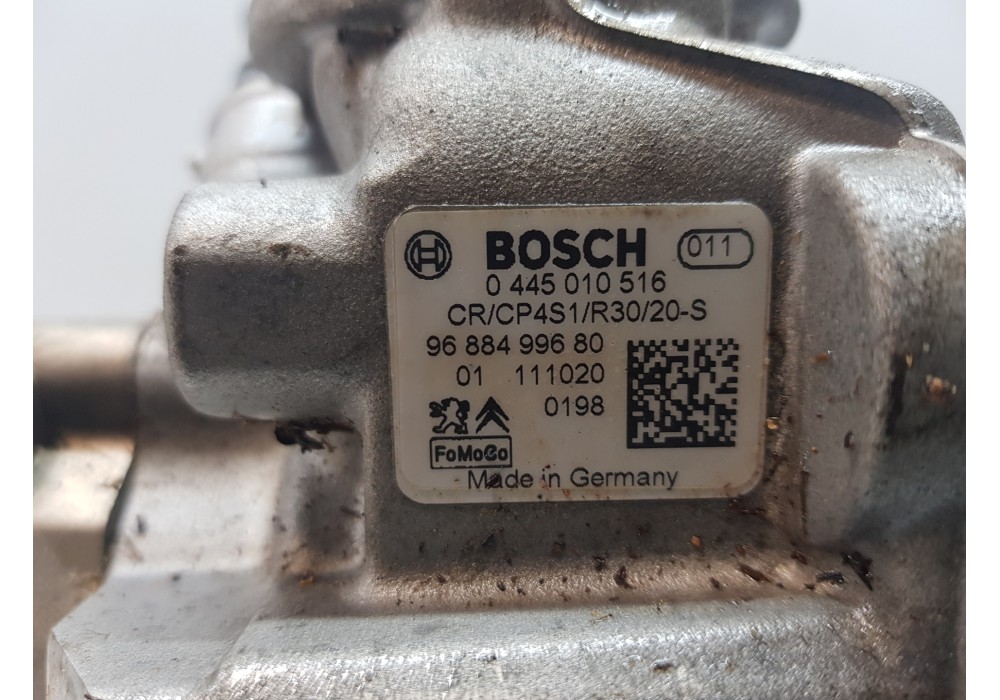 BOSCH 011
0 445 010 516
CR/CP4S1/R30/20-S
96 884 996 80
01 111020
0198
FoMoCo
Made in Germany